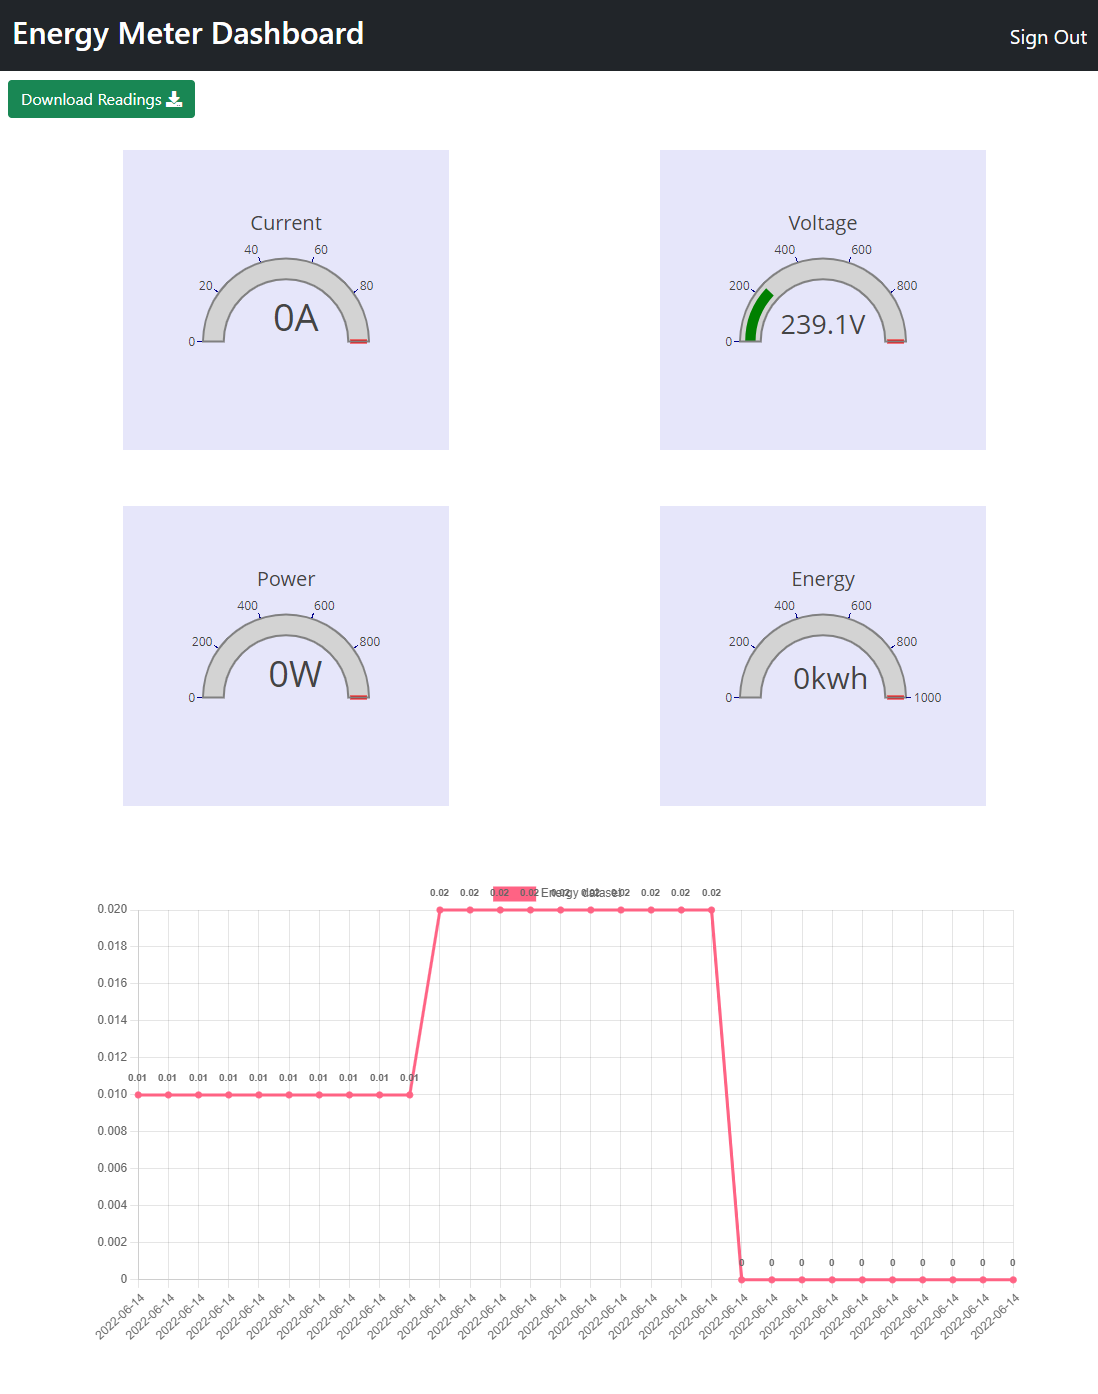 Energy Meter Dashboard
Sign Out
Download Readings
Current
40 60
20 80
0A
0
Voltage
400 600
200 800
239.1V
0
Power
400 600
200 800
0W
0
Energy
400 600
200 800
0kwh
0 1000
0.02 0.02 0.02 0.02 0.02 0.02 0.02 0.02 0.02 0.02
Energy dataset
0.020
0.018
0.016
0.014
0.012
0.01 0.01 0.01 0.01 0.01 0.01 0.01 0.01 0.01 0.01
0.010
0.008
0.006
0.004
0.002
0 0 0 0 0 0 0 0 0 0
0
2022-06-14 2022-06-14 2022-06-14 2022-06-14 2022-06-14 2022-06-14 2022-06-14 2022-06-14 2022-06-14 2022-06-14 2022-06-14 2022-06-14 2022-06-14 2022-06-14 2022-06-14 2022-06-14 2022-06-14 2022-06-14 2022-06-14 2022-06-14 2022-06-14 2022-06-14 2022-06-14 2022-06-14 2022-06-14 2022-06-14 2022-06-14 2022-06-14 2022-06-14 2022-06-14